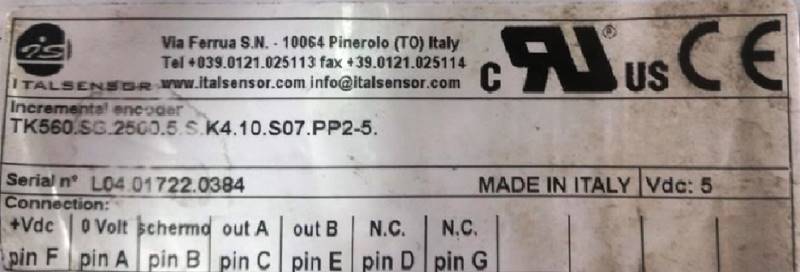 iS
ITALSENSOR
Via Ferrua S.N. - 10064 Pinerolo (TO) Italy
Tel +039.0121.025113 fax +39.0121.025114
www.italsensor.com info@italsensor.com
c RU US CE
®
Incremental encoder
TK560.SG.2500.5.S.K4.10.S07.PP2-5.
Serial n° L04.01722.0384 MADE IN ITALY Vdc: 5
Connection:
+Vdc 0 Volt schermo out A out B N.C. N.C.
pin F pin A pin B pin C pin E pin D pin G